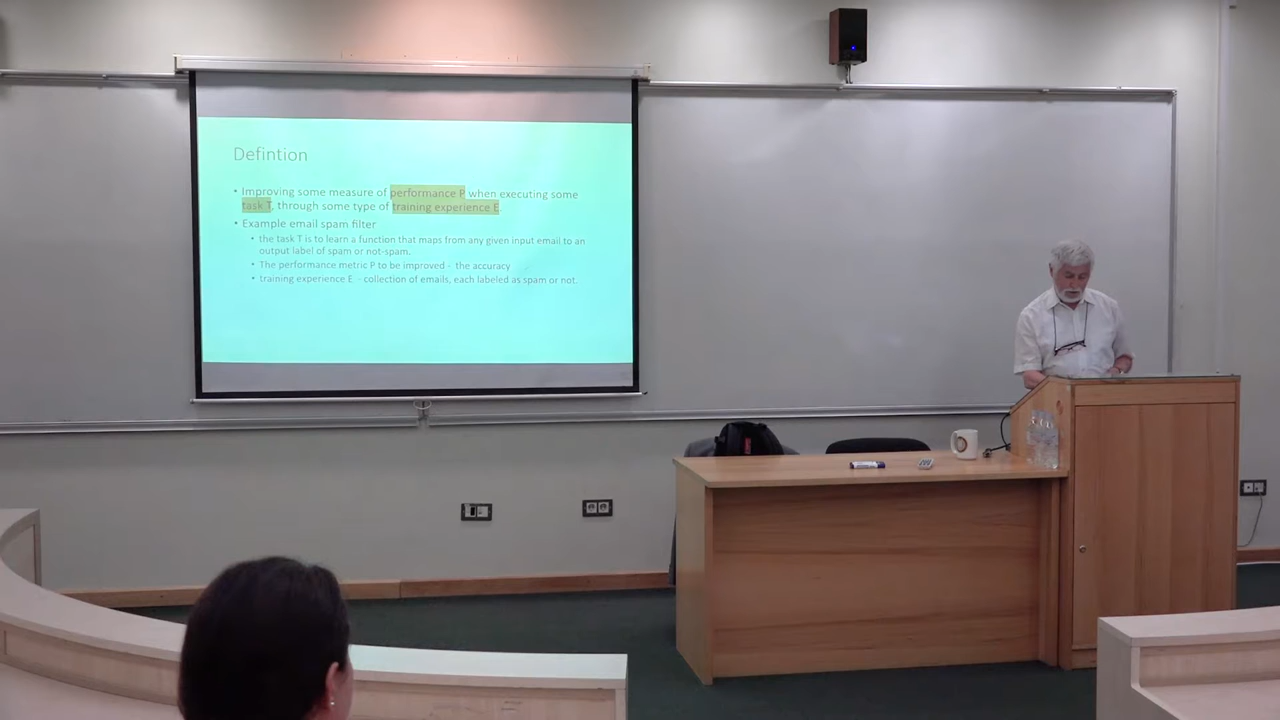 Defintion
• Improving some measure of performance P when executing some
task T, through some type of training experience E.
• Example email spam filter
• the task T is to learn a function that maps from any given input email to an
output label of spam or not-spam.
• The performance metric P to be improved - the accuracy
• training experience E. - collection of emails, each labeled as spam or not.